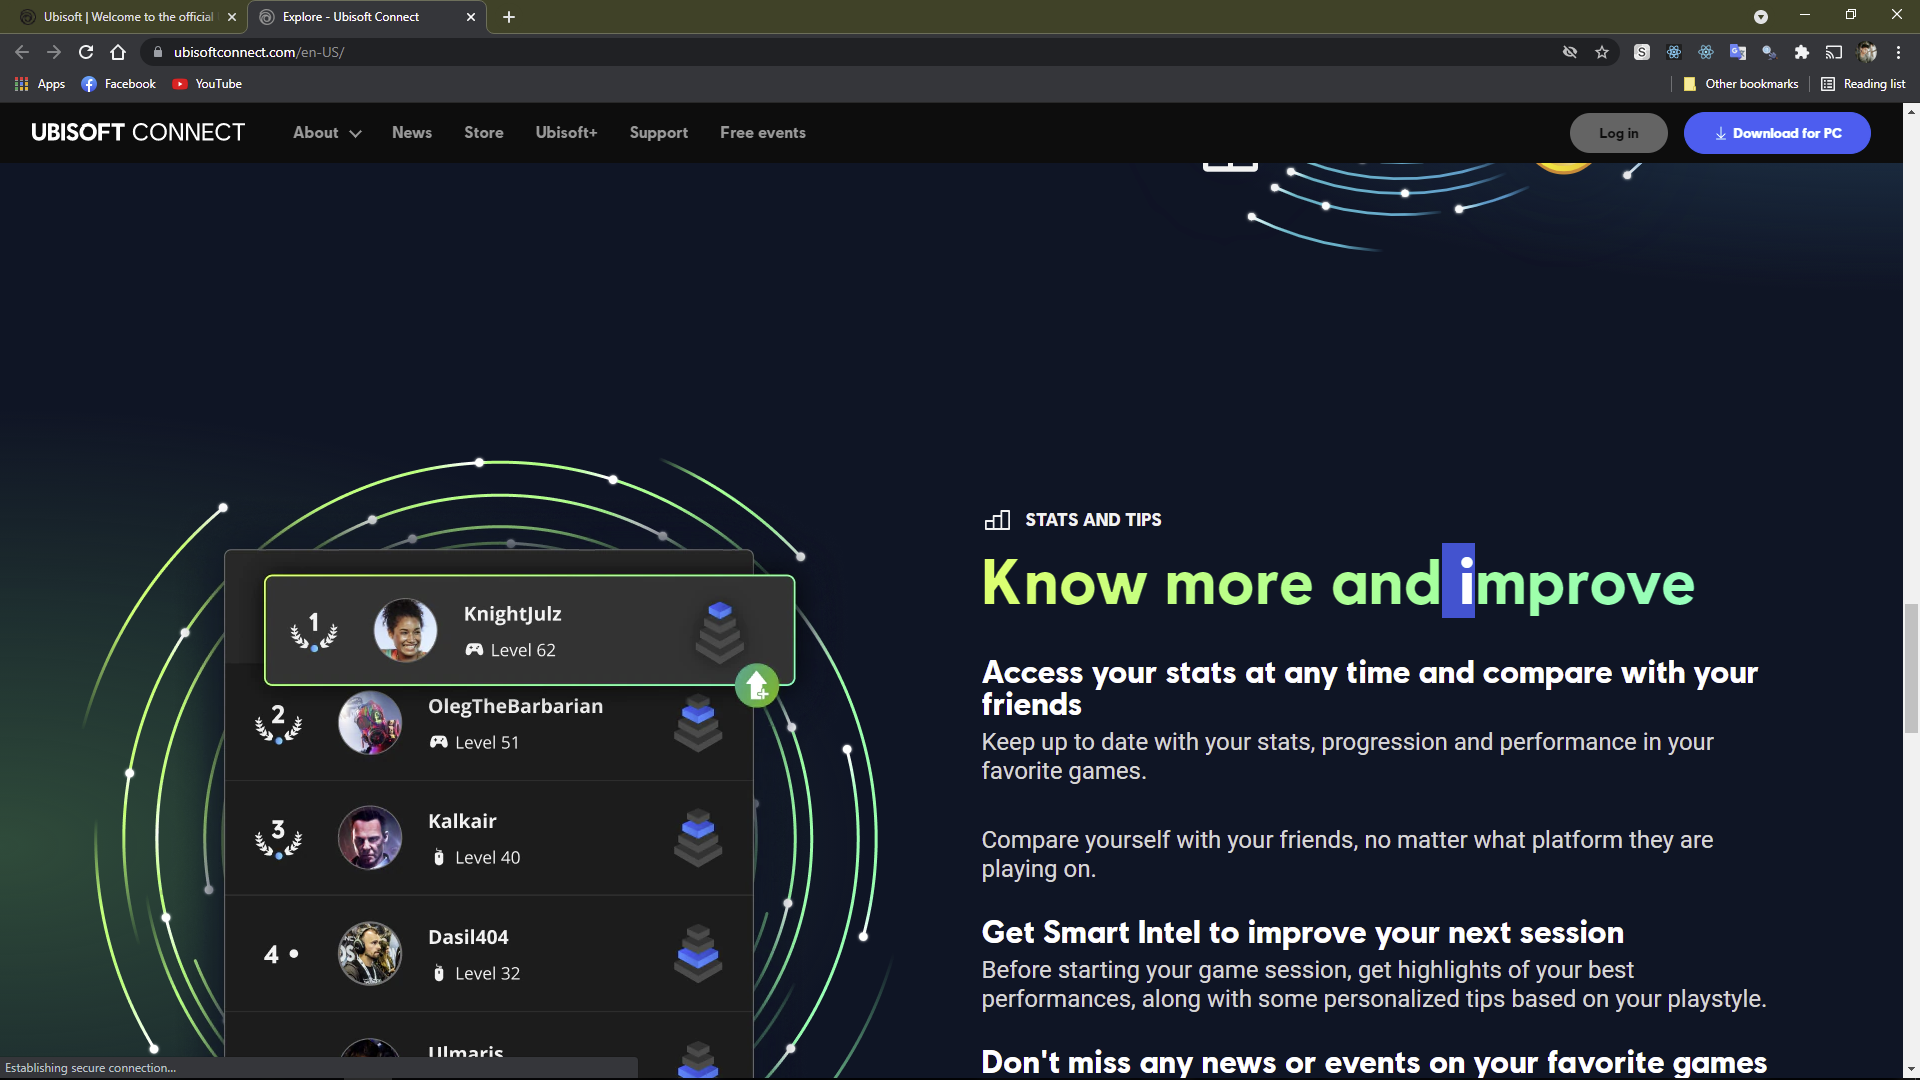 Ubisoft | Welcome to the official
Explore - Ubisoft Connect
ubisoftconnect.com/en-US/
Apps
Facebook
YouTube
Other bookmarks
Reading list
UBISOFT CONNECT
About
News
Store
Ubisoft+
Support
Free events
Log in
Download for PC
1
KnightJulz
Level 62
2
OlegTheBarbarian
Level 51
3
Kalkair
Level 40
4
Dasil404
Level 32
Ulmaris
STATS AND TIPS
Know more and improve
Access your stats at any time and compare with your
friends
Keep up to date with your stats, progression and performance in your
favorite games.
Compare yourself with your friends, no matter what platform they are
playing on.
Get Smart Intel to improve your next session
Before starting your game session, get highlights of your best
performances, along with some personalized tips based on your playstyle.
Don't miss any news or events on your favorite games
Establishing secure connection...